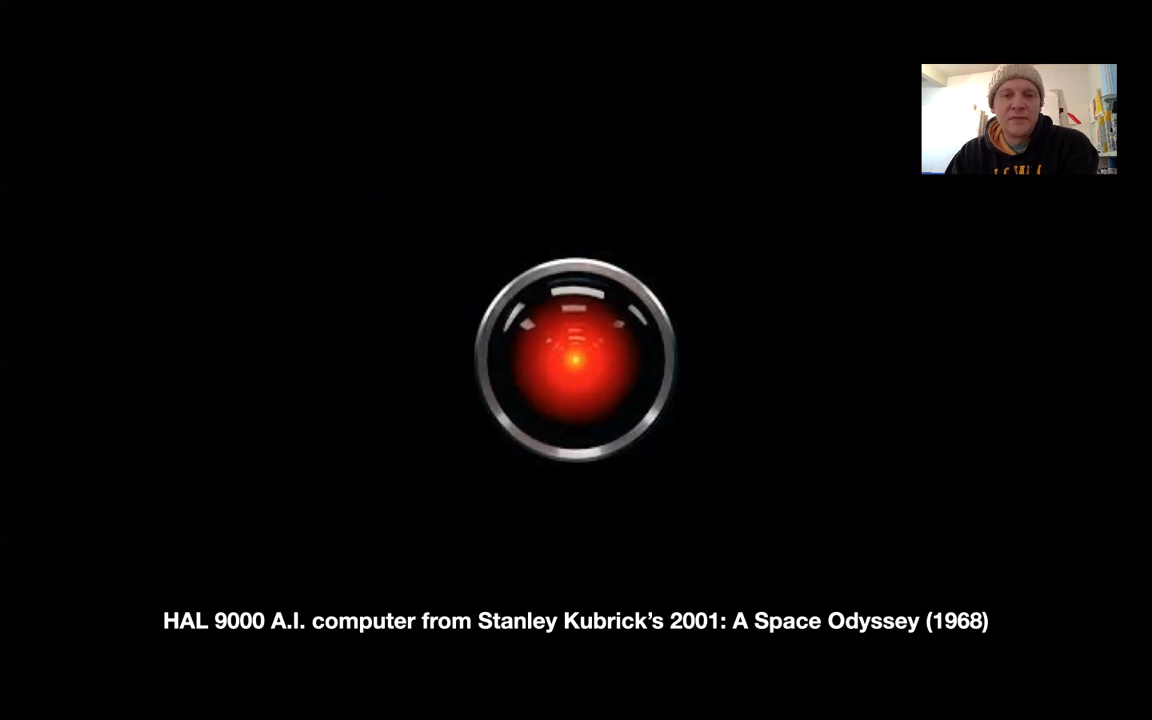 HAL 9000 A.I. computer from Stanley Kubrick’s 2001: A Space Odyssey (1968)